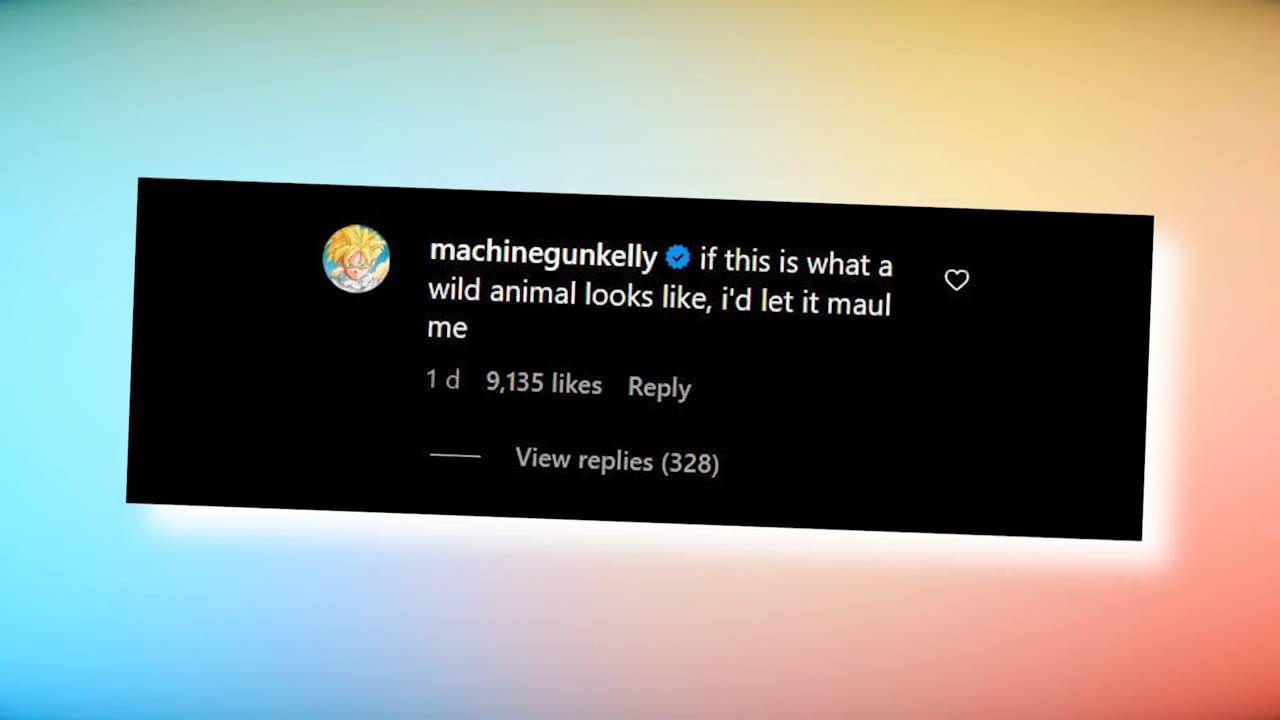 machinegunkelly if this is what a
wild animal looks like, i'd let it maul
me
1 d 9,135 likes Reply
View replies (328)